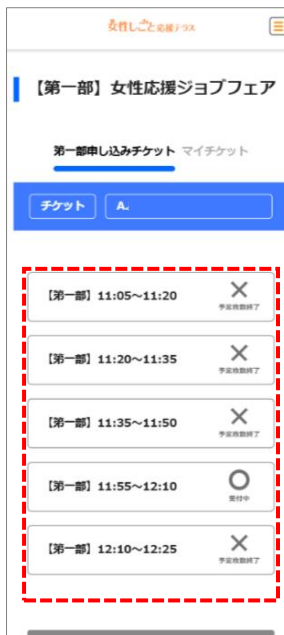 女性しごと応援テラス
【第一部】女性応援ジョブフェア
第一部申し込みチケット マイチケット
チケット A.
【第一部】11:05～11:20
予定枚数終了
【第一部】11:20～11:35
予定枚数終了
【第一部】11:35～11:50
予定枚数終了
【第一部】11:55～12:10
受付中
【第一部】12:10～12:25
予定枚数終了